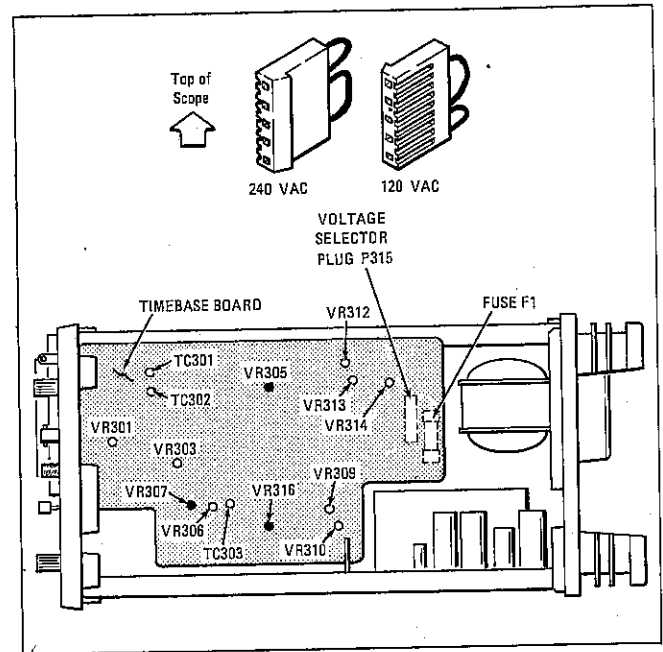 Top of
Scope
240 VAC
120 VAC
VOLTAGE
SELECTOR
PLUG P315
TIMEBASE BOARD
VR312
FUSE F1
TC301
VR305
TC302
VR313
VR314
VR301
VR303
VR309
VR307
VR316
VR306
TC303
VR310